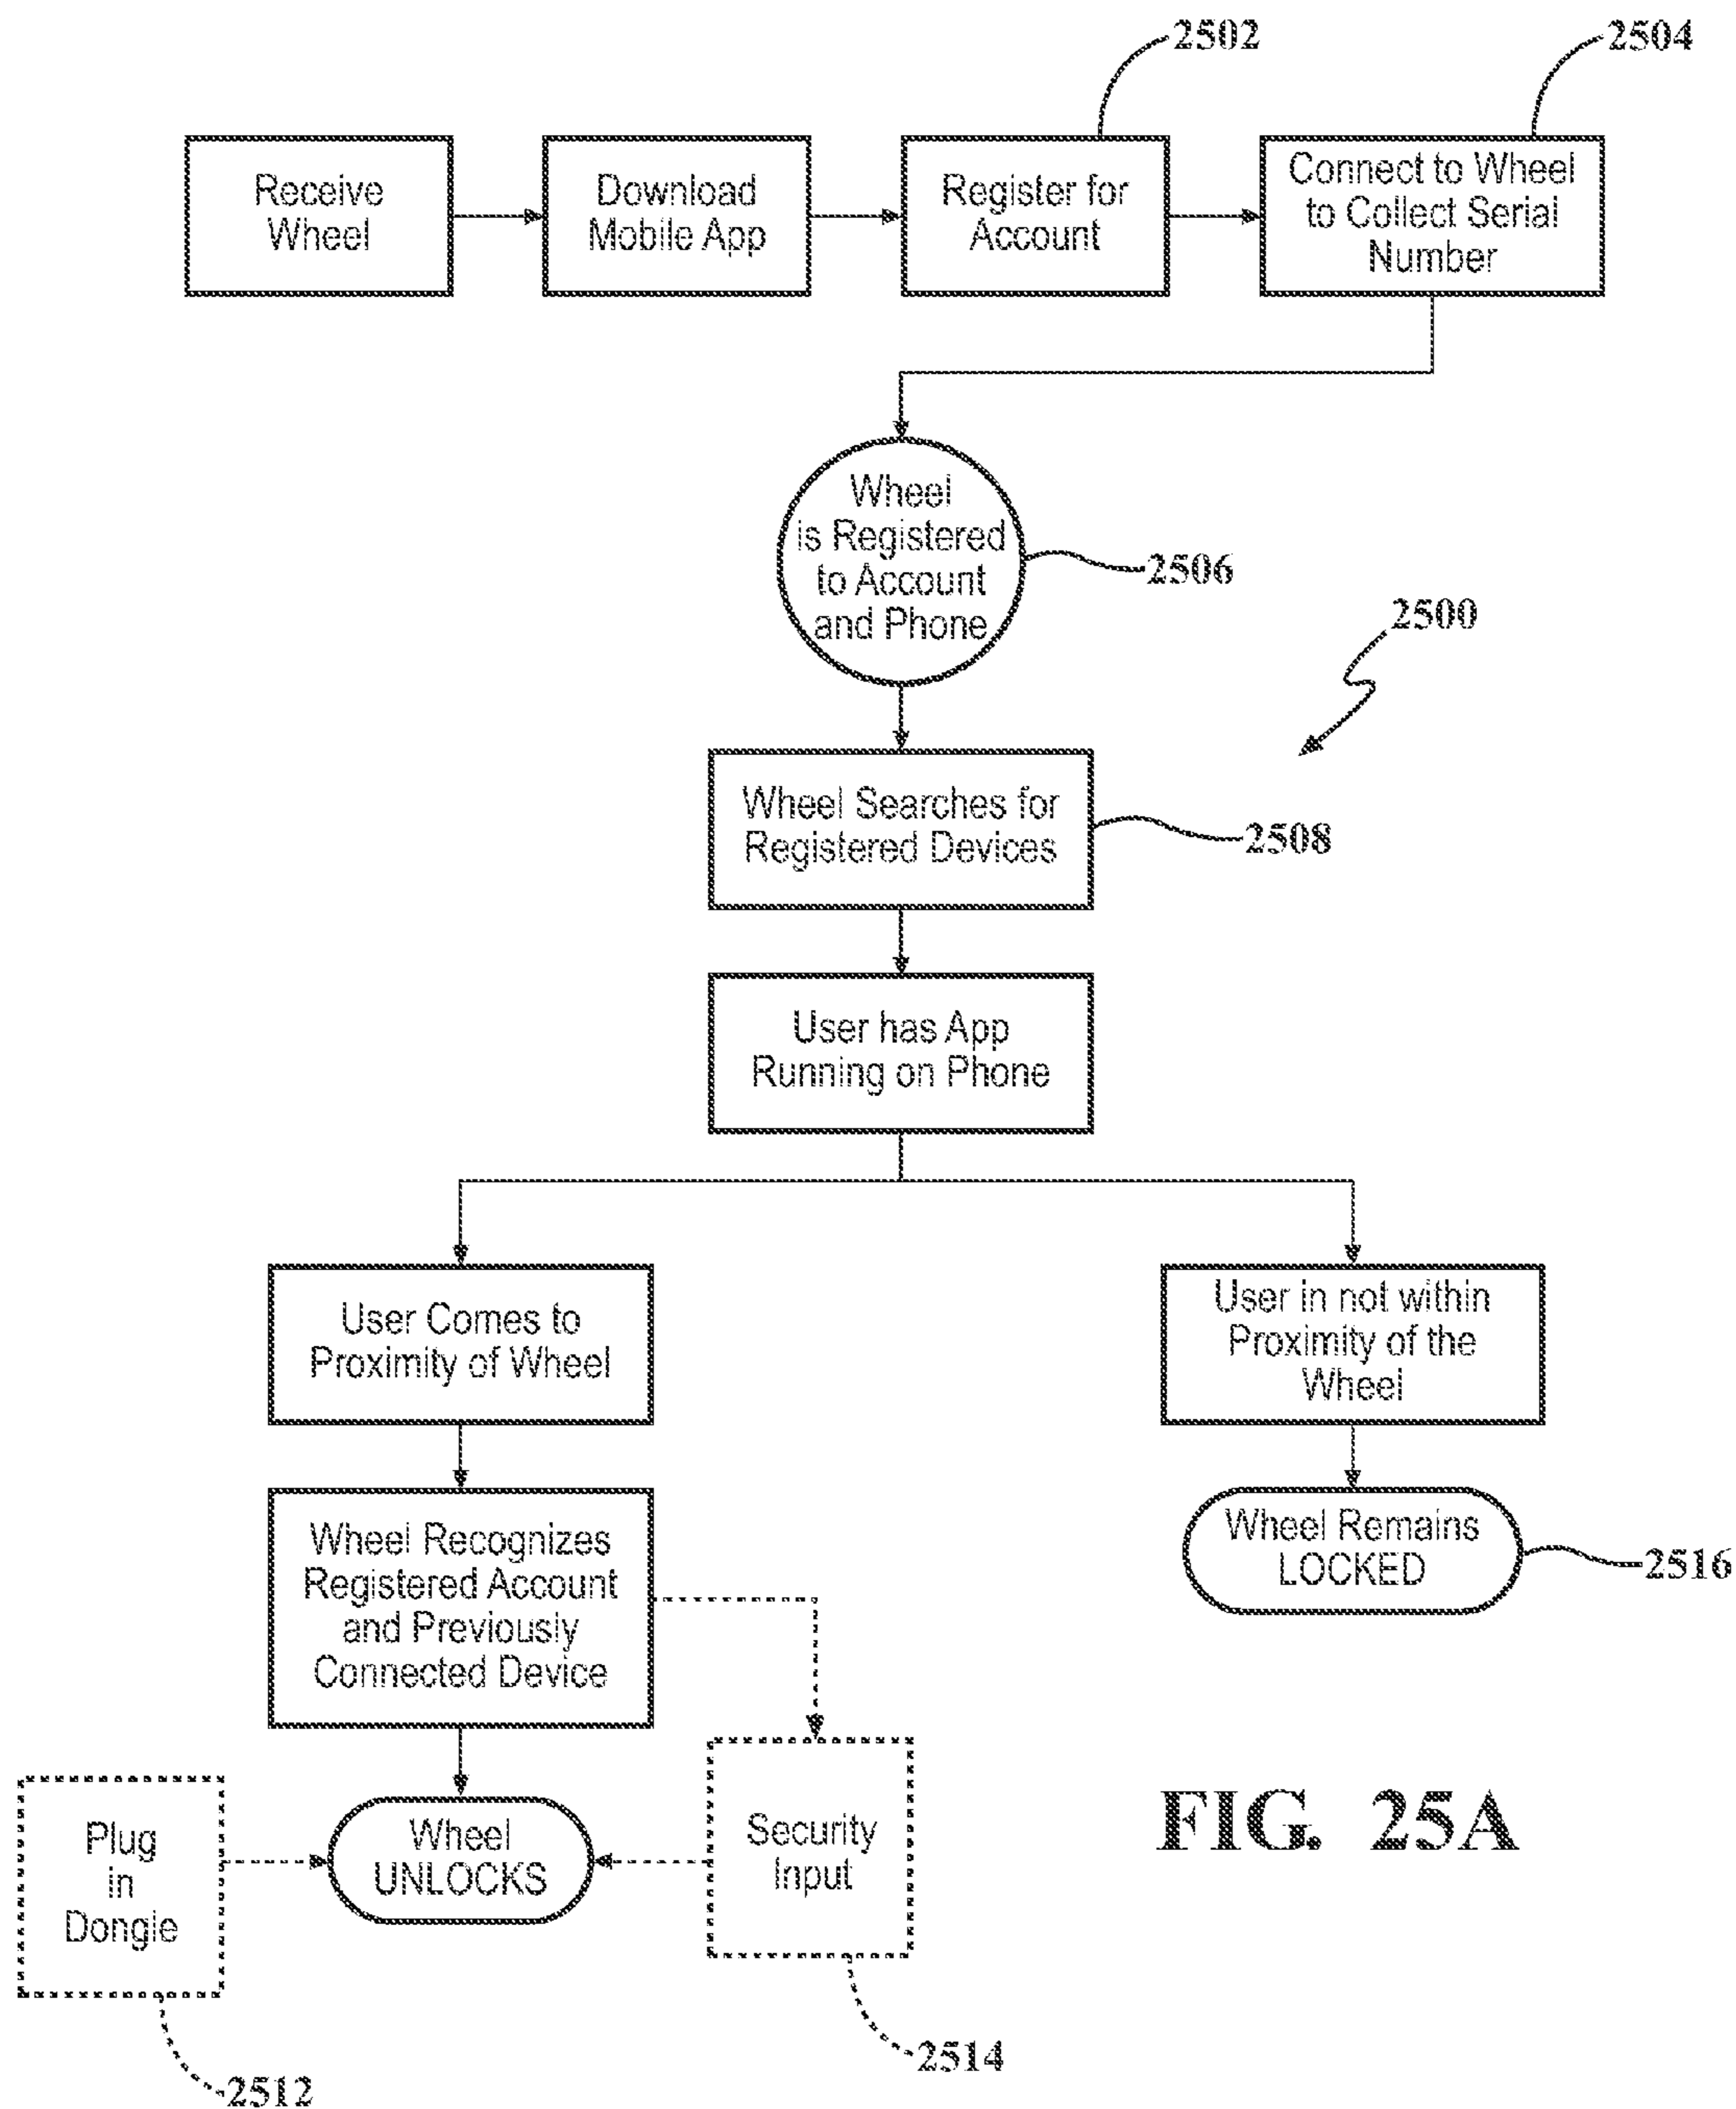 2502
2504
Receive
Wheel
Download
Mobile App
Register for
Account
Connect to Wheel
to Collect Serial
Number
Wheel
is Registered
to Account
and Phone
2506
2500
Wheel Searches for
Registered Devices
2508
User has App
Running on Phone
User Comes to
Proximity of Wheel
User in not within
Proximity of the
Wheel
Wheel Recognizes
Registered Account
and Previously
Connected Device
Wheel Remains
LOCKED
2516
Plug
in
Dongle
Wheel
UNLOCKS
Security
Input
FIG. 25A
2514
2512